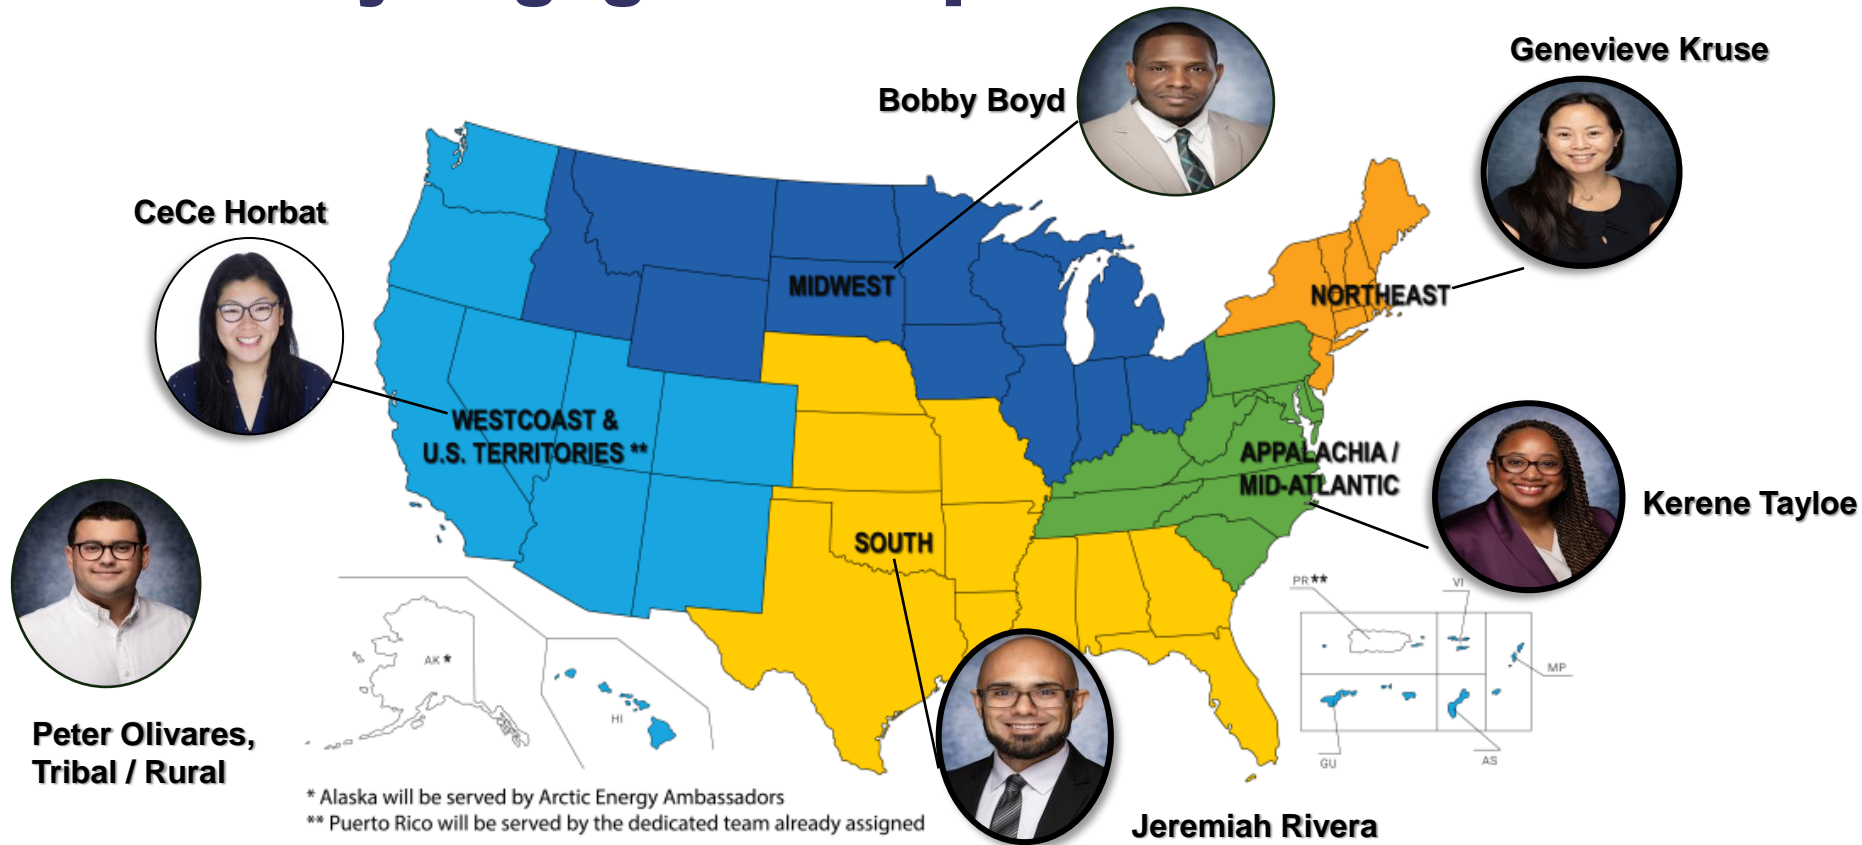 Genevieve Kruse
Bobby Boyd
CeCe Horbat
MIDWEST
NORTHEAST
WESTCOAST &
U.S. TERRITORIES **
APPALACHIA /
MID-ATLANTIC
Kerene Tayloe
SOUTH
PR**
VI
AK *
MP
HI
Peter Olivares,
Tribal / Rural
GU
AS
* Alaska will be served by Arctic Energy Ambassadors
** Puerto Rico will be served by the dedicated team already assigned
Jeremiah Rivera